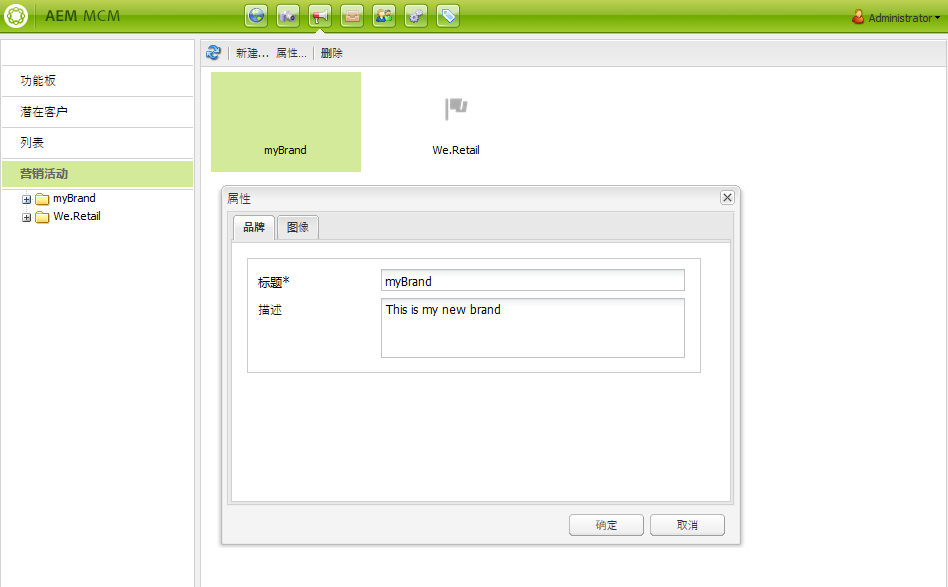 AEM MCM
Administrator
新建... 属性... 删除
功能板
潜在客户
列表
营销活动
myBrand
We.Retail
myBrand
We.Retail
属性
品牌 图像
标题* myBrand
描述 This is my new brand
确定 取消